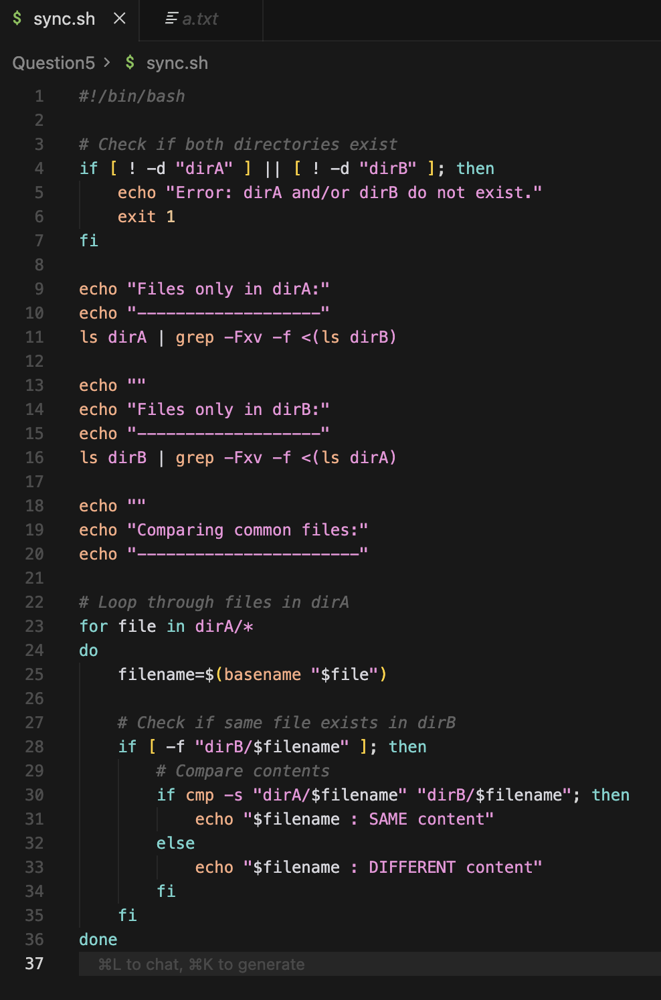 $ sync.sh ×
a.txt
Question5 > $ sync.sh
1 #!/bin/bash
2
3 # Check if both directories exist
4 if [ ! -d "dirA" ] || [ ! -d "dirB" ]; then
5     echo "Error: dirA and/or dirB do not exist."
6     exit 1
7 fi
8
9 echo "Files only in dirA:"
10 echo "-------------------"
11 ls dirA | grep -Fxv -f <(ls dirB)
12
13 echo ""
14 echo "Files only in dirB:"
15 echo "-------------------"
16 ls dirB | grep -Fxv -f <(ls dirA)
17
18 echo ""
19 echo "Comparing common files:"
20 echo "-----------------------"
21
22 # Loop through files in dirA
23 for file in dirA/*
24 do
25     filename=$(basename "$file")
26
27     # Check if same file exists in dirB
28     if [ -f "dirB/$filename" ]; then
29         # Compare contents
30         if cmp -s "dirA/$filename" "dirB/$filename"; then
31             echo "$filename : SAME content"
32         else
33             echo "$filename : DIFFERENT content"
34         fi
35     fi
36 done
37 ⌘L to chat, ⌘K to generate